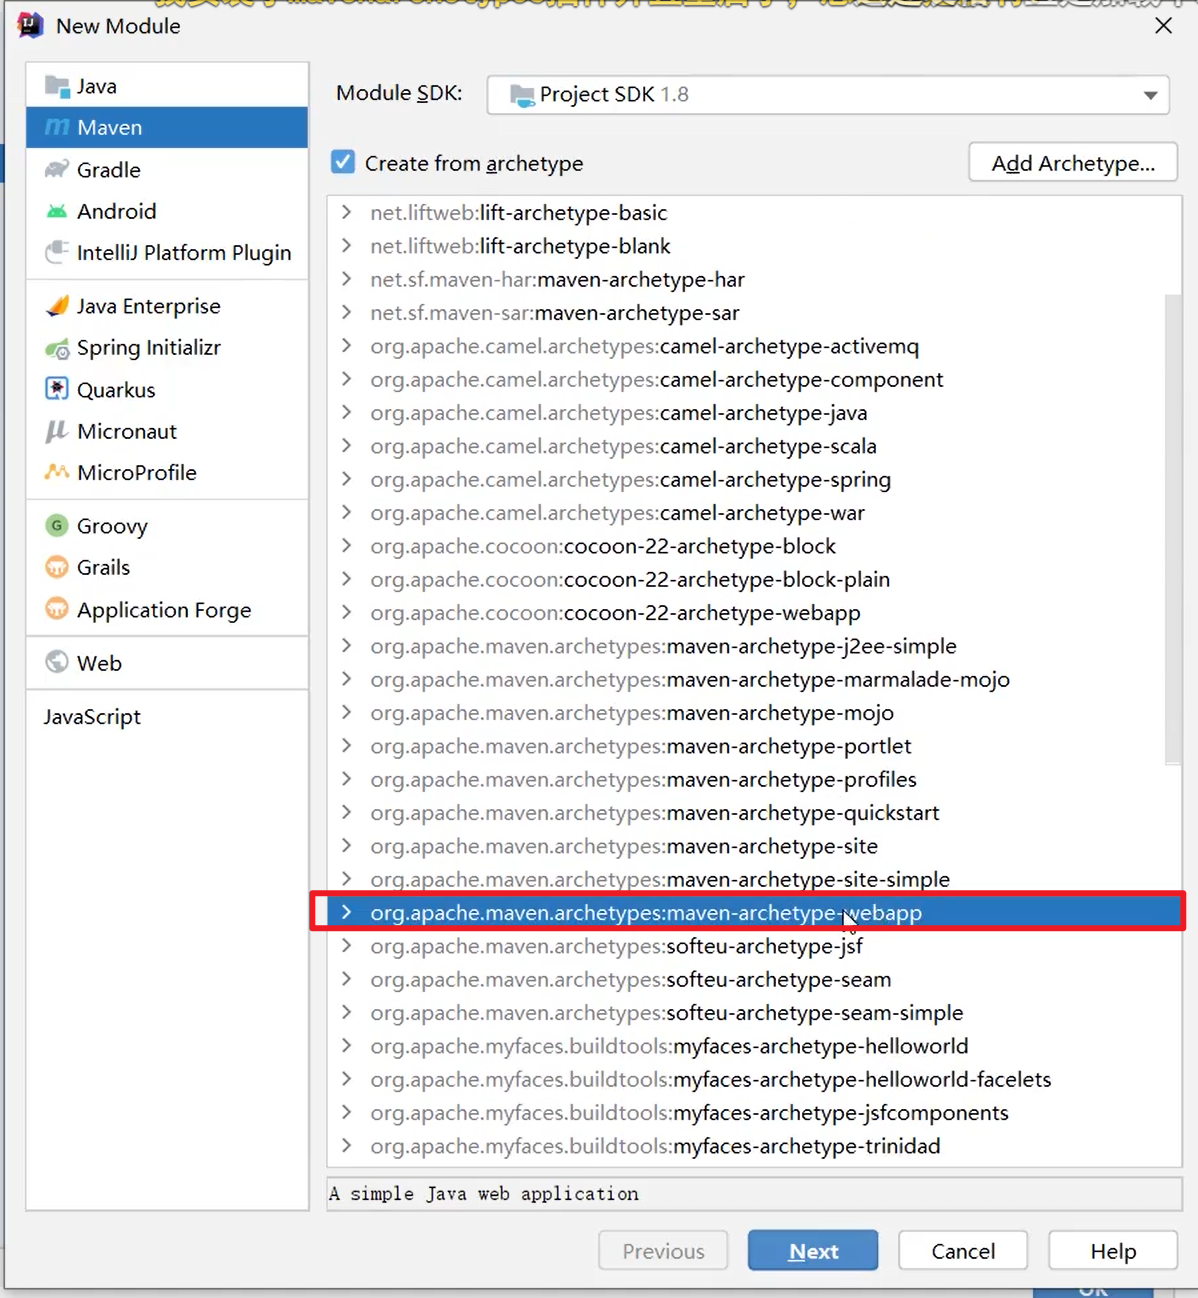 New Module
Java
Maven
Gradle
Android
IntelliJ Platform Plugin
Java Enterprise
Spring Initializr
Quarkus
Micronaut
MicroProfile
Groovy
Grails
Application Forge
Web
JavaScript
Module SDK:
Project SDK 1.8
Create from archetype
Add Archetype...
net.liftweb:lift-archetype-basic
net.liftweb:lift-archetype-blank
net.sf.maven-har:maven-archetype-har
net.sf.maven-sar:maven-archetype-sar
org.apache.camel.archetypes:camel-archetype-activemq
org.apache.camel.archetypes:camel-archetype-component
org.apache.camel.archetypes:camel-archetype-java
org.apache.camel.archetypes:camel-archetype-scala
org.apache.camel.archetypes:camel-archetype-spring
org.apache.camel.archetypes:camel-archetype-war
org.apache.cocoon:cocoon-22-archetype-block
org.apache.cocoon:cocoon-22-archetype-block-plain
org.apache.cocoon:cocoon-22-archetype-webapp
org.apache.maven.archetypes:maven-archetype-j2ee-simple
org.apache.maven.archetypes:maven-archetype-marmalade-mojo
org.apache.maven.archetypes:maven-archetype-mojo
org.apache.maven.archetypes:maven-archetype-portlet
org.apache.maven.archetypes:maven-archetype-profiles
org.apache.maven.archetypes:maven-archetype-quickstart
org.apache.maven.archetypes:maven-archetype-site
org.apache.maven.archetypes:maven-archetype-site-simple
org.apache.maven.archetypes:maven-archetype-webapp
org.apache.maven.archetypes:softeu-archetype-jsf
org.apache.maven.archetypes:softeu-archetype-seam
org.apache.maven.archetypes:softeu-archetype-seam-simple
org.apache.myfaces.buildtools:myfaces-archetype-helloworld
org.apache.myfaces.buildtools:myfaces-archetype-helloworld-facelets
org.apache.myfaces.buildtools:myfaces-archetype-jsfcomponents
org.apache.myfaces.buildtools:myfaces-archetype-trinidad
A simple Java web application
Previous
Next
Cancel
Help
OK